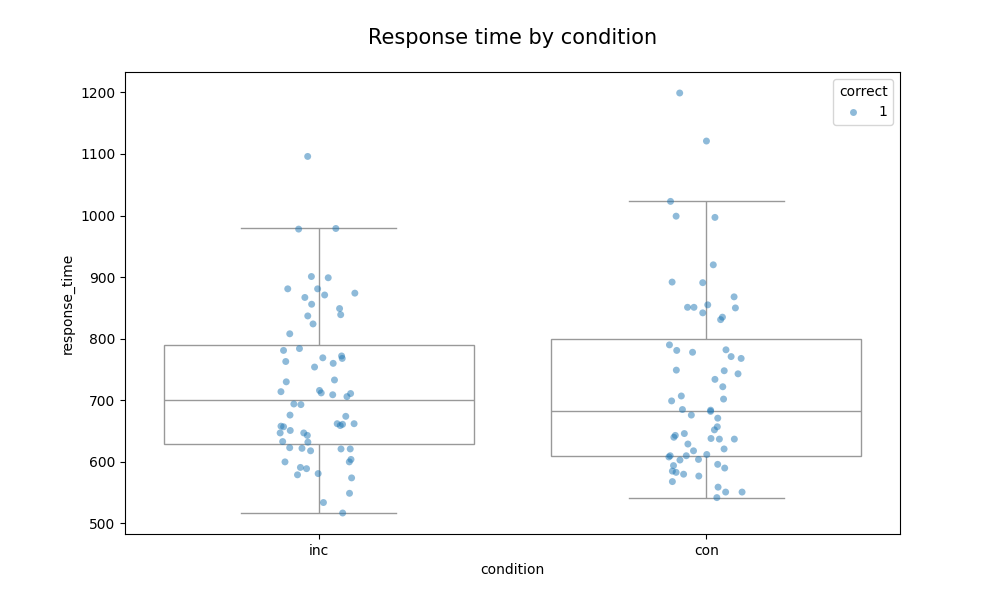 Response time by condition
correct
1
1200
1100
1000
900
800
700
600
500
response_time
inc
con
condition